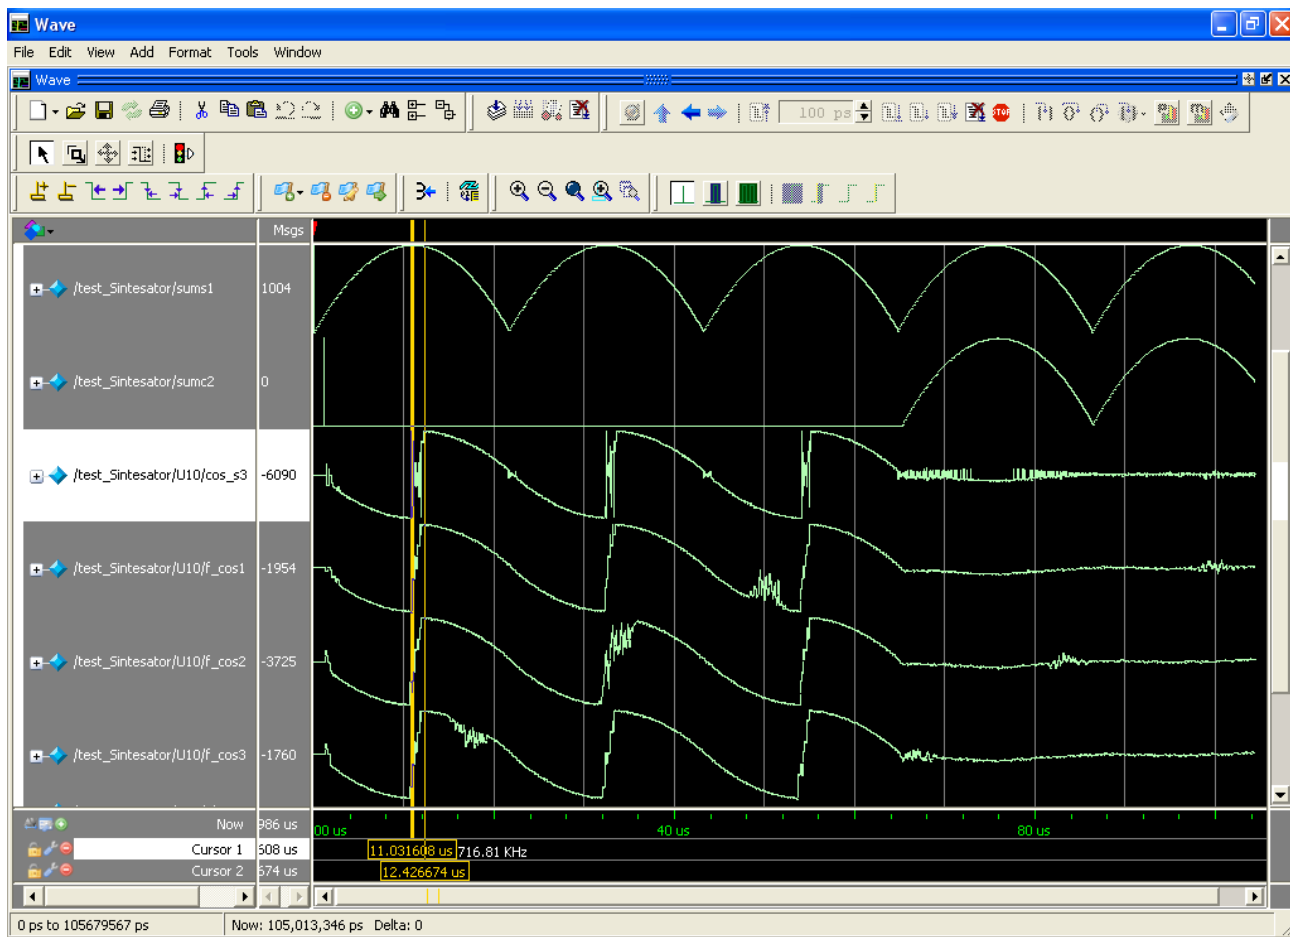 Wave
File Edit View Add Format Tools Window
Wave
100 ps
STOP
Msgs
/test_Sintesator/sums1 1004
/test_Sintesator/sumc2 0
/test_Sintesator/U10/cos_s3 -6090
/test_Sintesator/U10/f_cos1 -1954
/test_Sintesator/U10/f_cos2 -3725
/test_Sintesator/U10/f_cos3 -1760
Now 986 us 00 us 40 us 80 us
Cursor 1 608 us 11.031608 us 716.81 KHz
Cursor 2 674 us 12.426674 us
0 ps to 105679567 ps Now: 105,013,346 ps Delta: 0